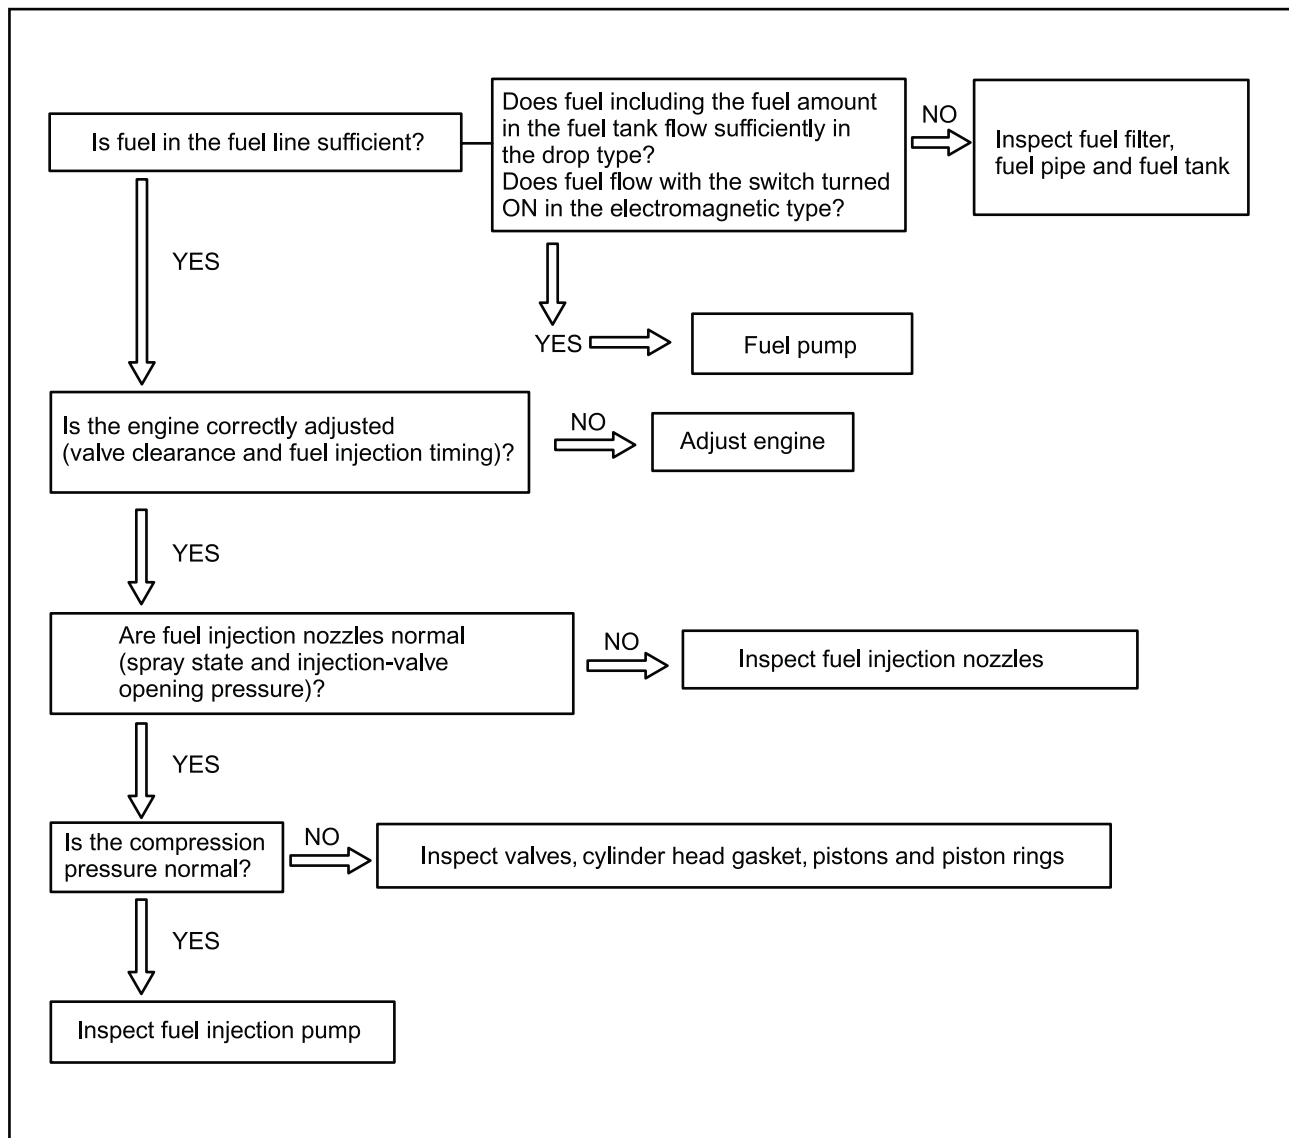 Is fuel in the fuel line sufficient?
Does fuel including the fuel amount
in the fuel tank flow sufficiently in
the drop type?
Does fuel flow with the switch turned
ON in the electromagnetic type?
NO
Inspect fuel filter,
fuel pipe and fuel tank
YES
YES
Fuel pump
Is the engine correctly adjusted
(valve clearance and fuel injection timing)?
NO
Adjust engine
YES
Are fuel injection nozzles normal
(spray state and injection-valve
opening pressure)?
NO
Inspect fuel injection nozzles
YES
Is the compression
pressure normal?
NO
Inspect valves, cylinder head gasket, pistons and piston rings
YES
Inspect fuel injection pump